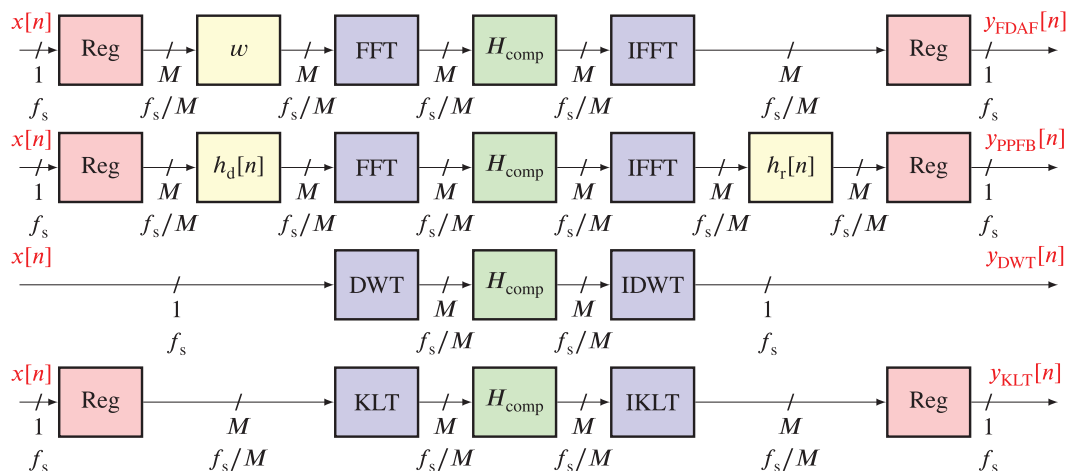 x[n] y_FDAF[n]
Reg w FFT H_comp IFFT Reg
1 M M M M M 1
f_s f_s/M f_s/M f_s/M f_s/M f_s/M f_s
x[n] y_PPFB[n]
Reg h_d[n] FFT H_comp IFFT h_r[n] Reg
1 M M M M M M 1
f_s f_s/M f_s/M f_s/M f_s/M f_s/M f_s/M f_s
x[n] y_DWT[n]
DWT H_comp IDWT
1 M M 1
f_s f_s/M f_s/M f_s
x[n] y_KLT[n]
Reg KLT H_comp IKLT Reg
1 M M M M 1
f_s f_s/M f_s/M f_s/M f_s/M f_s